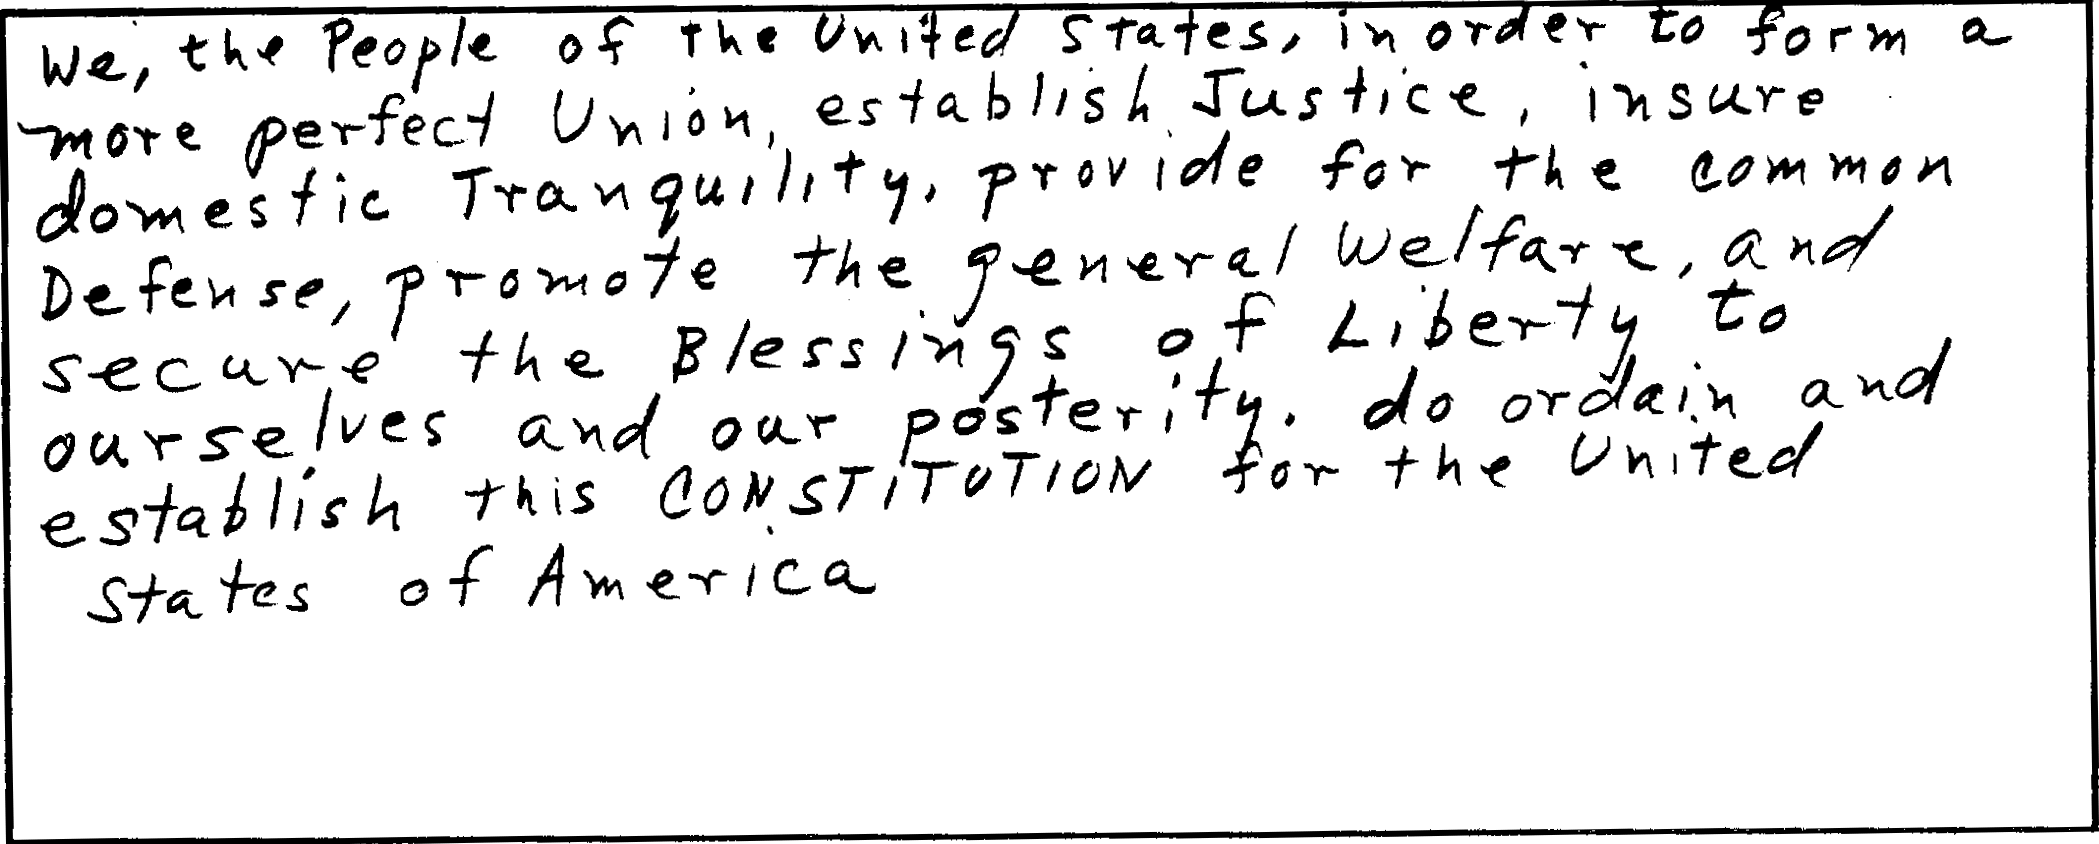 We, the People of the United States, in order to form a
more perfect Union, establish Justice, insure
domestic Tranquility, provide for the common
Defense, promote the general Welfare, and
secure the Blessings of Liberty to
ourselves and our posterity. do ordain and
establish this CONSTITUTION for the United
States of America